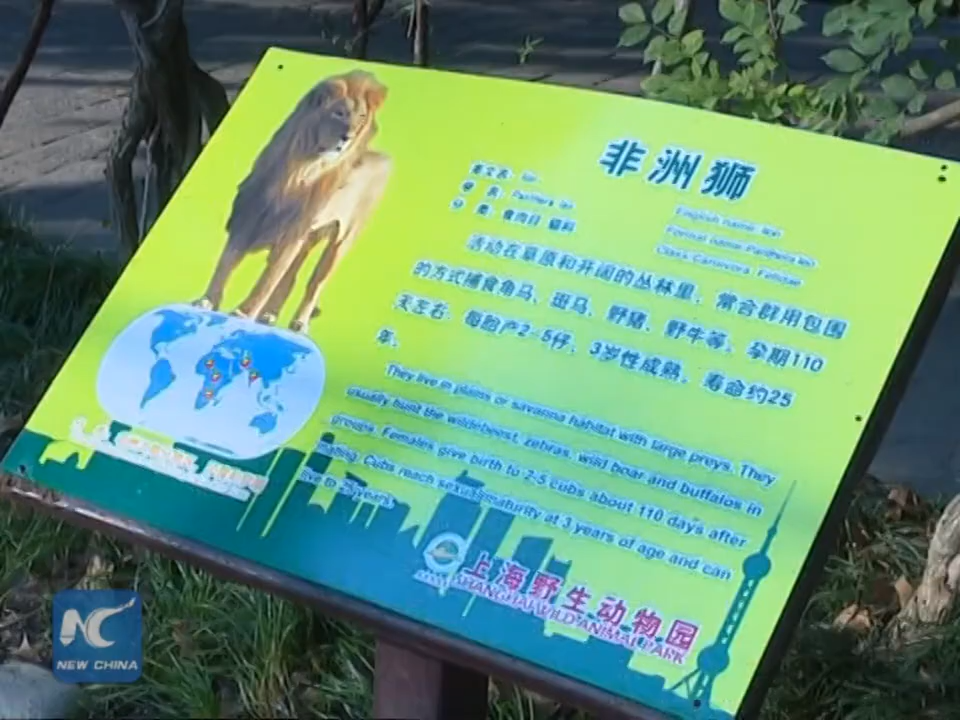 非洲狮
英文名: lion
学 名: Panthera leo
分 类: 食肉目 猫科
English name: lion
Formal name: Panthera leo
Class: Carnivora, Felidae
活动在草原和开阔的丛林里，常合群用包围
的方式捕食角马、斑马、野猪、野牛等。孕期110
天左右，每胞产2-5仔，3岁性成熟。寿命约25
年。
They live in plains or savanna habitat with large preys. They
usually hunt the wildebeest, zebras, wild boar and buffalos in
groups. Females give birth to 2-5 cubs about 110 days after
mating. Cubs reach sexual maturity at 3 years of age and can
live to 25 years.
上海野生动物园
SHANGHAI WILD ANIMAL PARK
NC
NEW CHINA